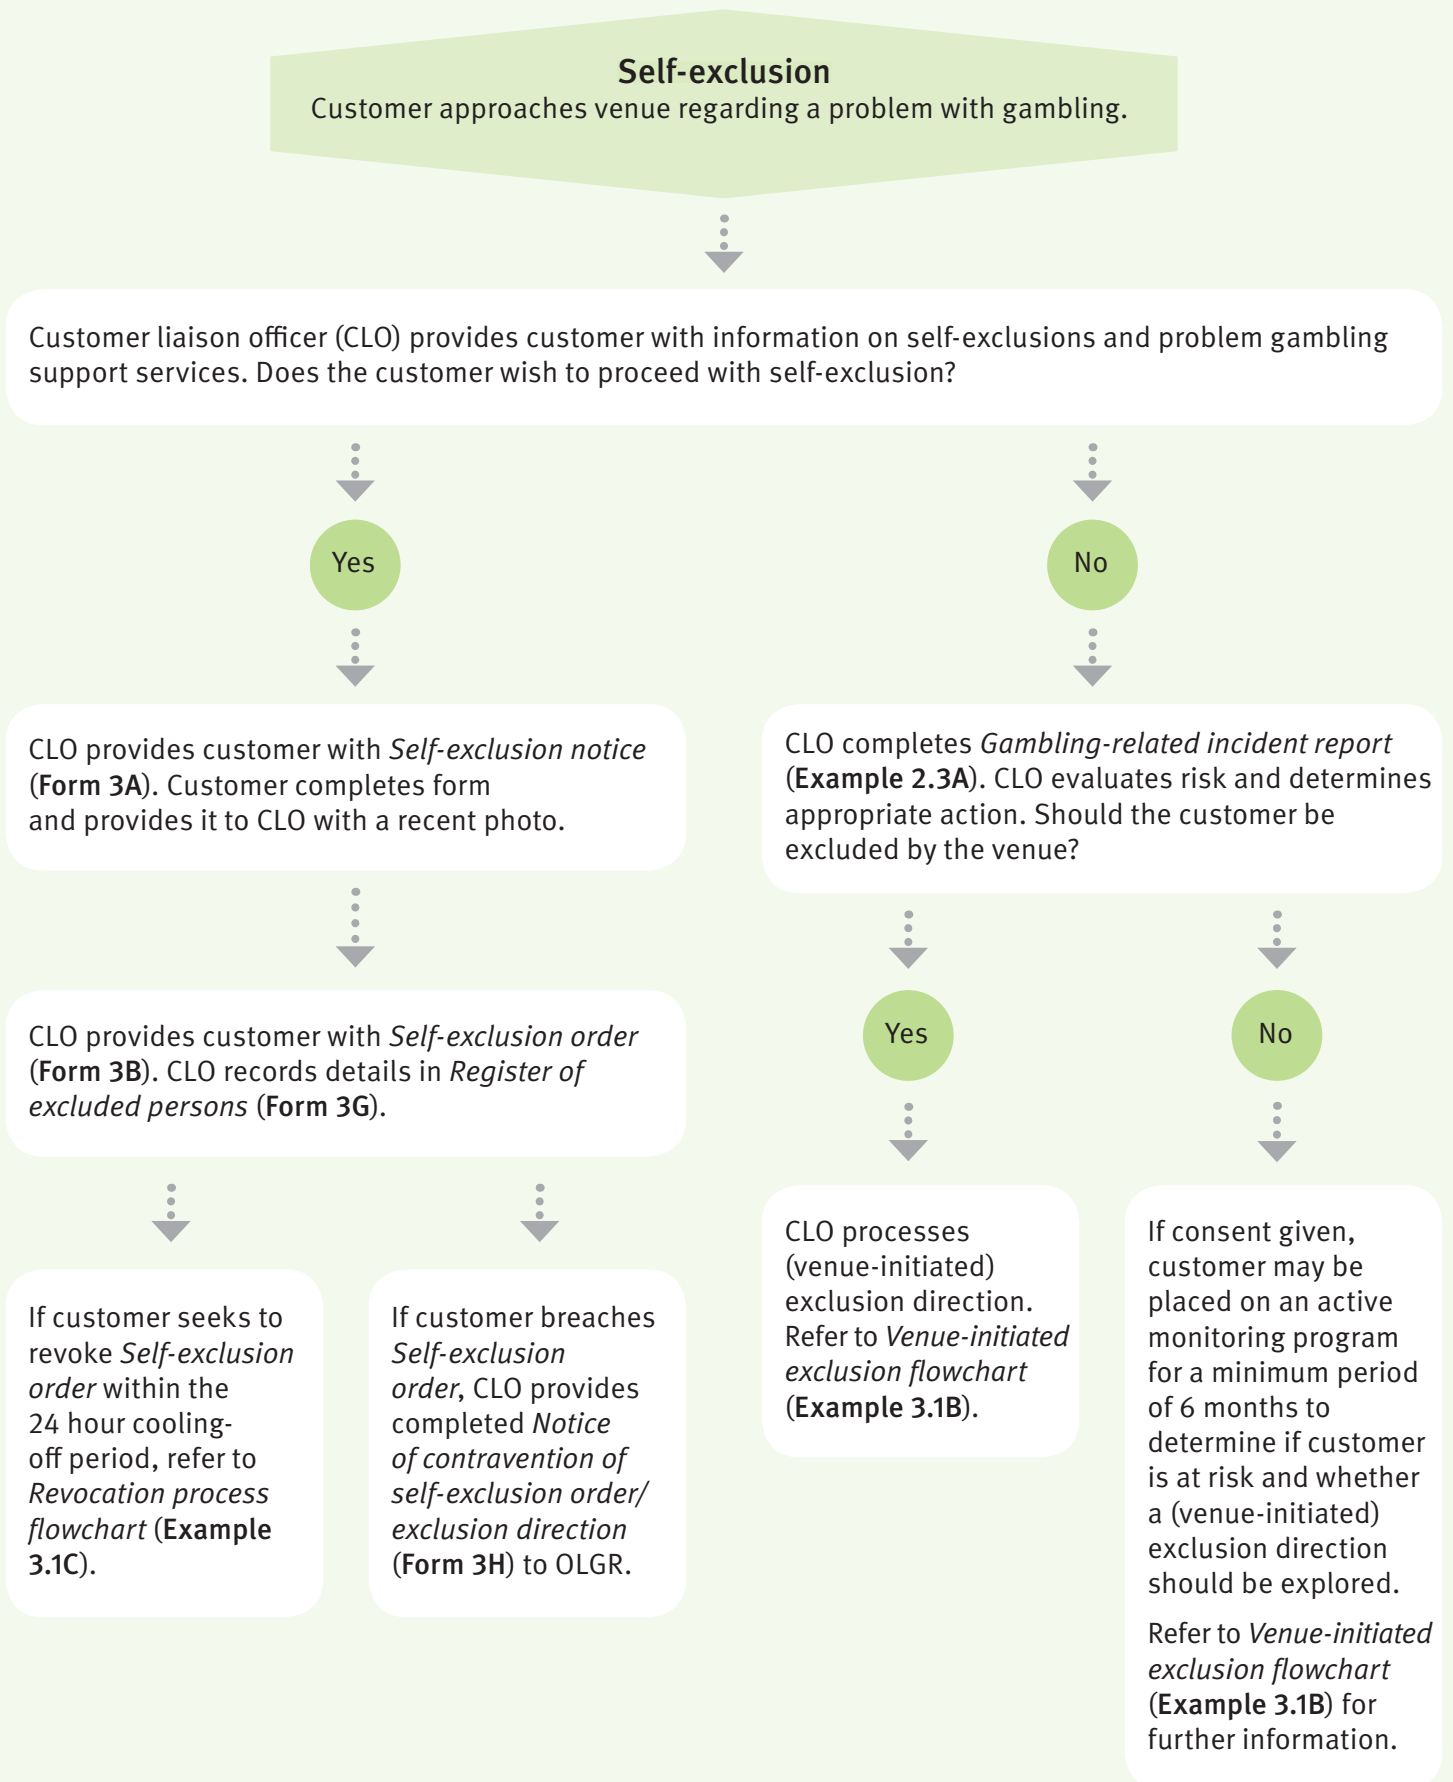 Self-exclusion
Customer approaches venue regarding a problem with gambling.
Customer liaison officer (CLO) provides customer with information on self-exclusions and problem gambling
support services. Does the customer wish to proceed with self-exclusion?
Yes
No
CLO provides customer with Self-exclusion notice
(Form 3A). Customer completes form
and provides it to CLO with a recent photo.
CLO completes Gambling-related incident report
(Example 2.3A). CLO evaluates risk and determines
appropriate action. Should the customer be
excluded by the venue?
CLO provides customer with Self-exclusion order
(Form 3B). CLO records details in Register of
excluded persons (Form 3G).
Yes
No
If customer seeks to
revoke Self-exclusion
order within the
24 hour cooling-
off period, refer to
Revocation process
flowchart (Example
3.1C).
If customer breaches
Self-exclusion
order, CLO provides
completed Notice
of contravention of
self-exclusion order/
exclusion direction
(Form 3H) to OLGR.
CLO processes
(venue-initiated)
exclusion direction.
Refer to Venue-initiated
exclusion flowchart
(Example 3.1B).
If consent given,
customer may be
placed on an active
monitoring program
for a minimum period
of 6 months to
determine if customer
is at risk and whether
a (venue-initiated)
exclusion direction
should be explored.
Refer to Venue-initiated
exclusion flowchart
(Example 3.1B) for
further information.